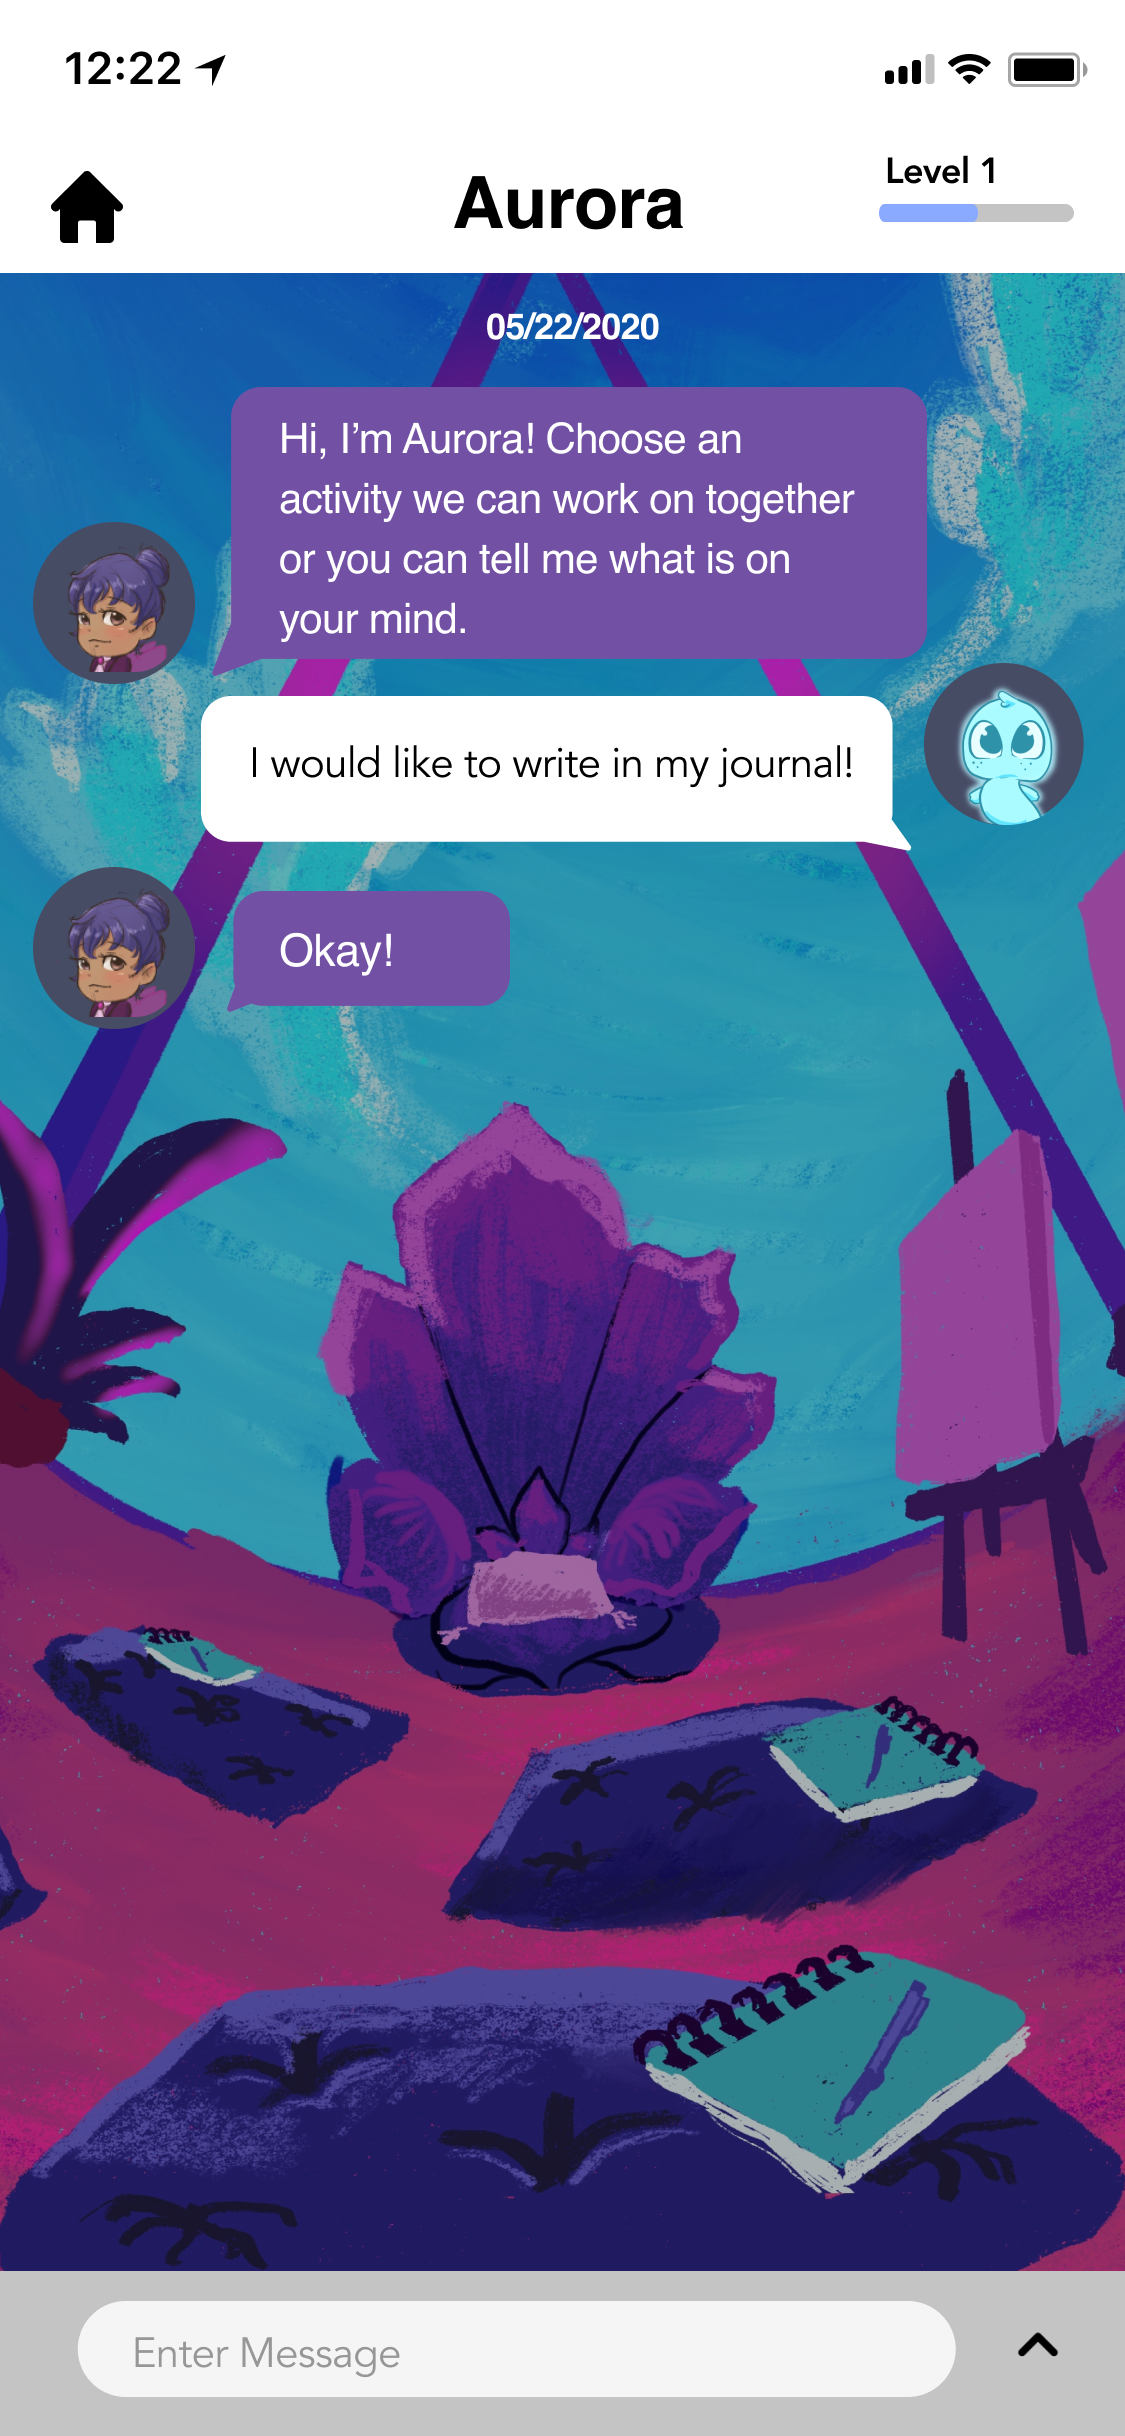 12:22
Aurora
Level 1
05/22/2020
Hi, I’m Aurora! Choose an
activity we can work on together
or you can tell me what is on
your mind.
I would like to write in my journal!
Okay!
Enter Message